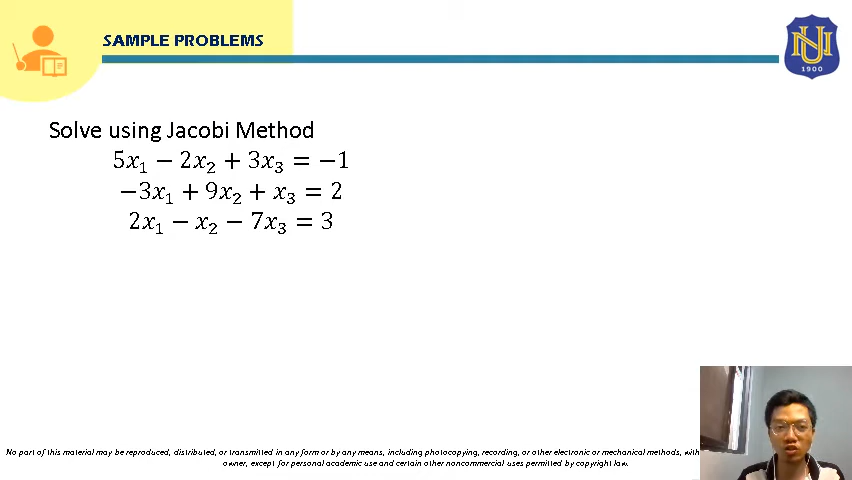 SAMPLE PROBLEMS
NU
1900
Solve using Jacobi Method
5x₁ − 2x₂ + 3x₃ = −1
−3x₁ + 9x₂ + x₃ = 2
2x₁ − x₂ − 7x₃ = 3
No part of this material may be reproduced, distributed, or transmitted in any form or by any means, including photocopying, recording, or other electronic or mechanical methods, with
owner, except for personal academic use and certain other noncommercial uses permitted by copyright law.